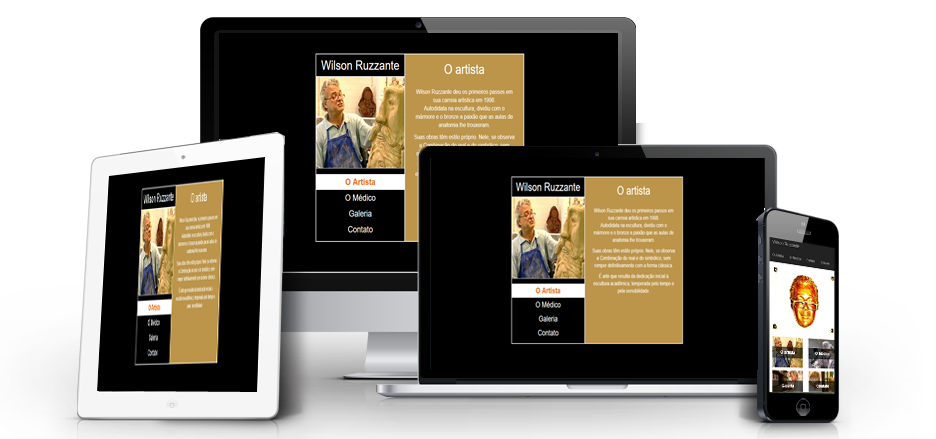 Wilson Ruzzante
O artista
Wilson Ruzzante deu os primeiros passos em
sua carreia artística em 1998.
Autodidata na escultura, dividiu com o
mármore e o bronze a paixão que as aulas de
anatomia lhe trouxeram
Suas obras têm estilo próprio. Nele, se observa
a Combinação do real e do simbólico, sem
O Artista
O Médico
Galeria
Contato
Wilson Ruzzante
O artista
O Artista
O Médico
Galeria
Contato
Wilson Ruzzante
O artista
Wilson Ruzzante deu os primeiros passos em
sua carreia artística em 1998.
Autodidata na escultura, dividiu com o
mármore e o bronze a paixão que as aulas de
anatomia lhe trouxeram
Suas obras têm estilo próprio. Nele, se observa
a Combinação do real e do simbólico, sem
romper definitivamente com a forma clássica
É arte que resulta da dedicação inicial à
escultura acadêmica, temperada pelo tempo e
pela sensibilidade
O Artista
O Médico
Galeria
Contato
Wilson Ruzzante